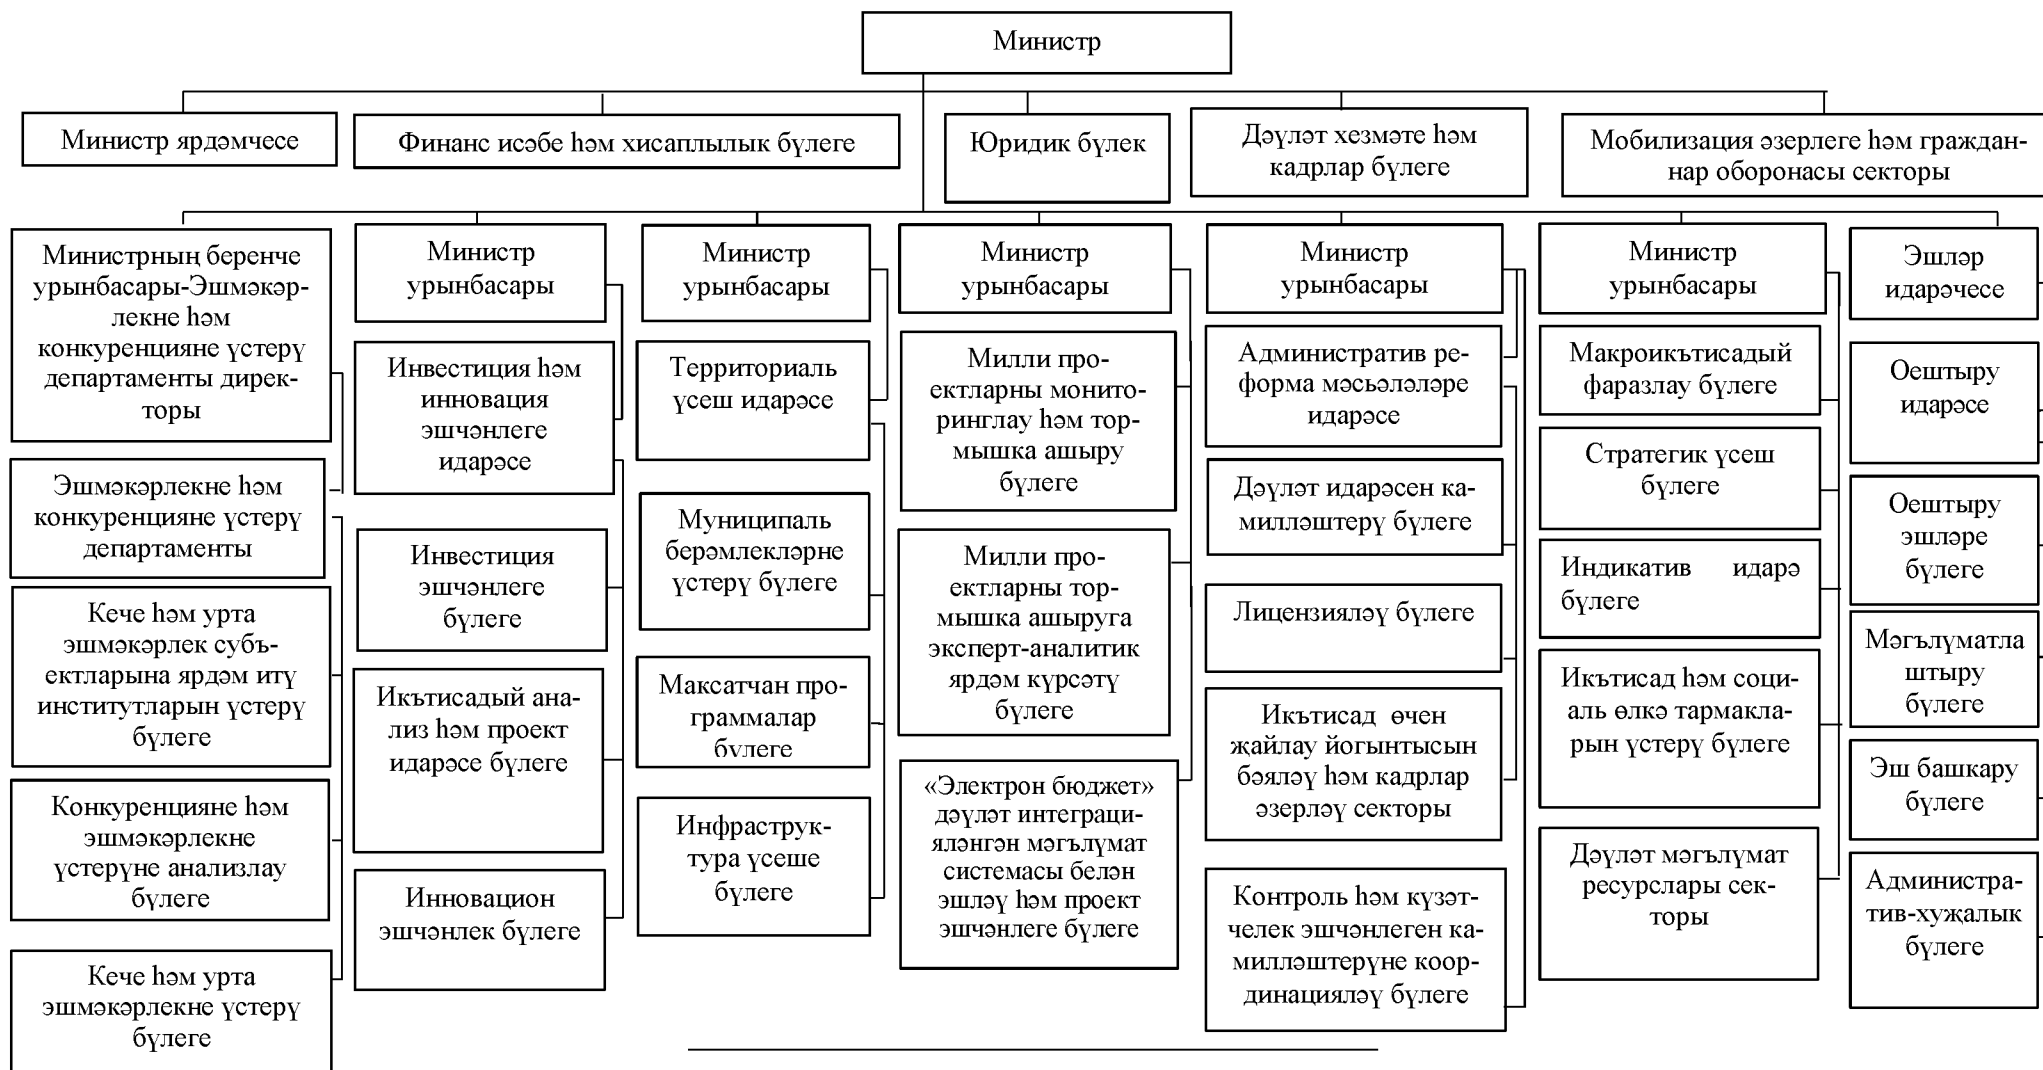 Министр
Министр ярдәмчесе
Финанс исәбе һәм хисаплылык бүлеге
Юридик бүлек
Дәүләт хезмәте һәм
кадрлар бүлеге
Мобилизация әзерлеге һәм граждан-
нар оборонасы секторы
Министрның беренче
урынбасары-Эшмәкәр-
лекне һәм
конкуренцияне үстерү
департаменты дирек-
торы
Эшмәкәрлекне һәм
конкуренцияне үстерү
департаменты
Кече һәм урта
эшмәкәрлек субъ-
ектларына ярдәм итү
институтларын үстерү
бүлеге
Конкуренцияне һәм
эшмәкәрлекне
үстерүне анализлау
бүлеге
Кече һәм урта
эшмәкәрлекне үстерү
бүлеге
Министр
урынбасары
Инвестиция һәм
инновация
эшчәнлеге
идарәсе
Инвестиция
эшчәнлеге
бүлеге
Икътисадый ана-
лиз һәм проект
идарәсе бүлеге
Инновацион
эшчәнлек бүлеге
Министр
урынбасары
Территориаль
үсеш идарәсе
Муниципаль
берәмлекләрне
үстерү бүлеге
Максатчан про-
граммалар
бүлеге
Инфраструк-
тура үсеше
бүлеге
Министр
урынбасары
Милли про-
ектларны монито-
ринглау һәм тор-
мышка ашыру
бүлеге
Милли про-
ектларны тор-
мышка ашыруга
эксперт-аналитик
ярдәм күрсәтү
бүлеге
«Электрон бюджет»
дәүләт интеграци-
яләнгән мәгълүмат
системасы белән
эшләү һәм проект
эшчәнлеге бүлеге
Министр
урынбасары
Административ ре-
форма мәсьәләләре
идарәсе
Дәүләт идарәсен ка-
милләштерү бүлеге
Лицензияләү бүлеге
Икътисад өчен
җайлау йогынтысын
бәяләү һәм кадрлар
әзерләү секторы
Контроль һәм күзәт-
челек эшчәнлеген ка-
милләштерүне коор-
динацияләү бүлеге
Министр
урынбасары
Макроикътисадый
фаразлау бүлеге
Стратегик үсеш
бүлеге
Индикатив идарә
бүлеге
Икътисад һәм соци-
аль өлкә тармакла-
рын үстерү бүлеге
Дәүләт мәгълүмат
ресурслары сек-
торы
Эшләр
идарәчесе
Оештыру
идарәсе
Оештыру
эшләре
бүлеге
Мәгълүматла
штыру
бүлеге
Эш башкару
бүлеге
Администра-
тив-хуҗалык
бүлеге